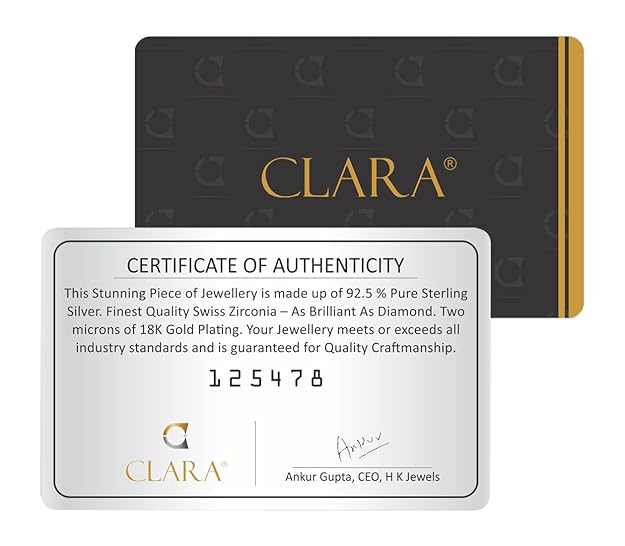 CLARA®
CERTIFICATE OF AUTHENTICITY
This Stunning Piece of Jewellery is made up of 92.5 % Pure Sterling
Silver. Finest Quality Swiss Zirconia – As Brilliant As Diamond. Two
microns of 18K Gold Plating. Your Jewellery meets or exceeds all
industry standards and is guaranteed for Quality Craftmanship.
125478
CLARA®
Ankur
Ankur Gupta, CEO, H K Jewels